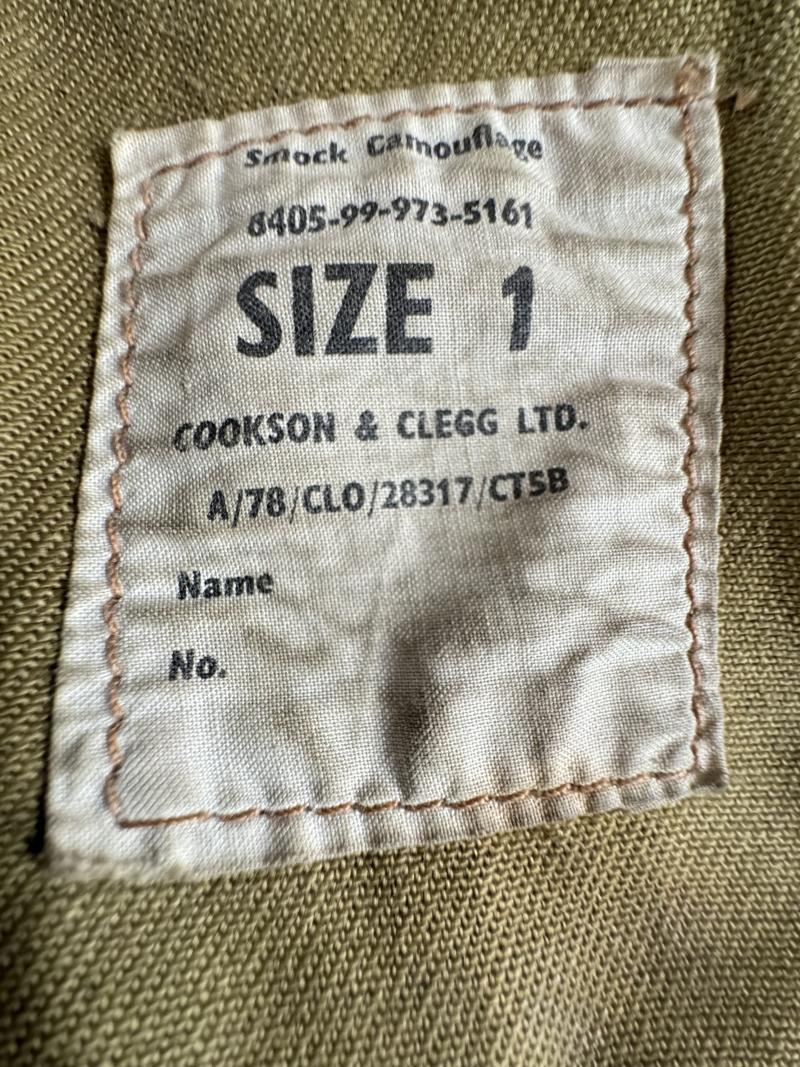 Smock Camouflage
8405-99-973-5161
SIZE 1
COOKSON & CLEGG LTD.
A/78/CLO/28317/CT5B
Name
No.